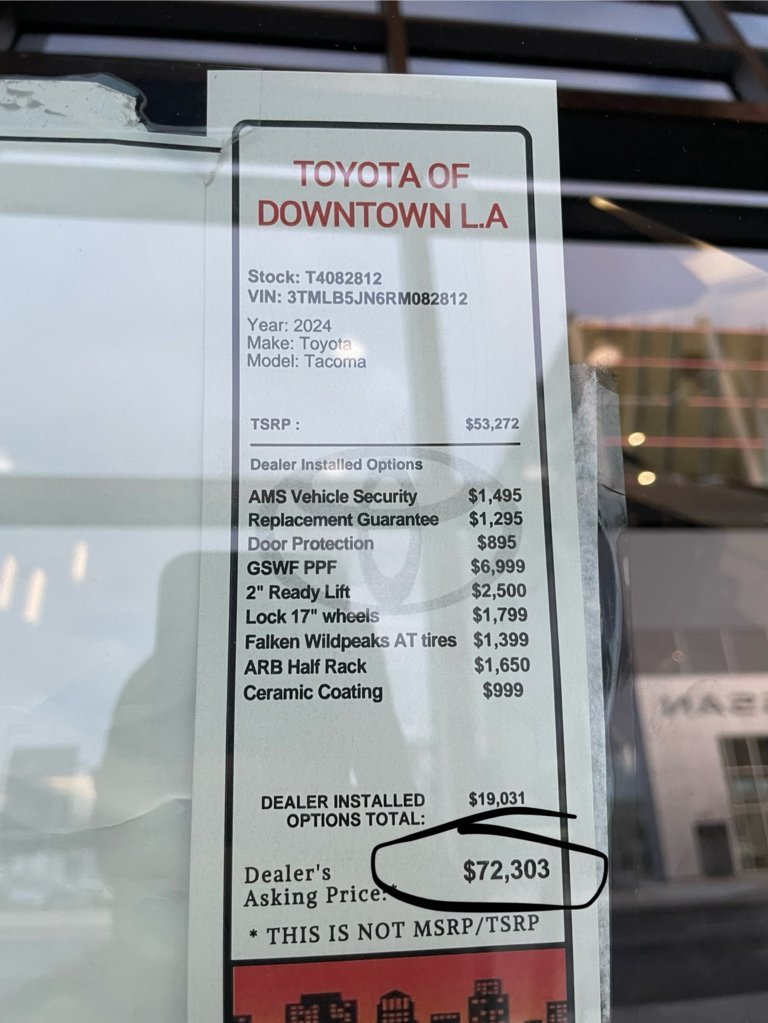 TOYOTA OF
DOWNTOWN L.A
Stock: T4082812
VIN: 3TMLB5JN6RM082812
Year: 2024
Make: Toyota
Model: Tacoma
TSRP : $53,272
Dealer Installed Options
AMS Vehicle Security $1,495
Replacement Guarantee $1,295
Door Protection $895
GSWF PPF $6,999
2" Ready Lift $2,500
Lock 17" wheels $1,799
Falken Wildpeaks AT tires $1,399
ARB Half Rack $1,650
Ceramic Coating $999
DEALER INSTALLED $19,031
OPTIONS TOTAL:
Dealer's $72,303
Asking Price:*
* THIS IS NOT MSRP/TSRP